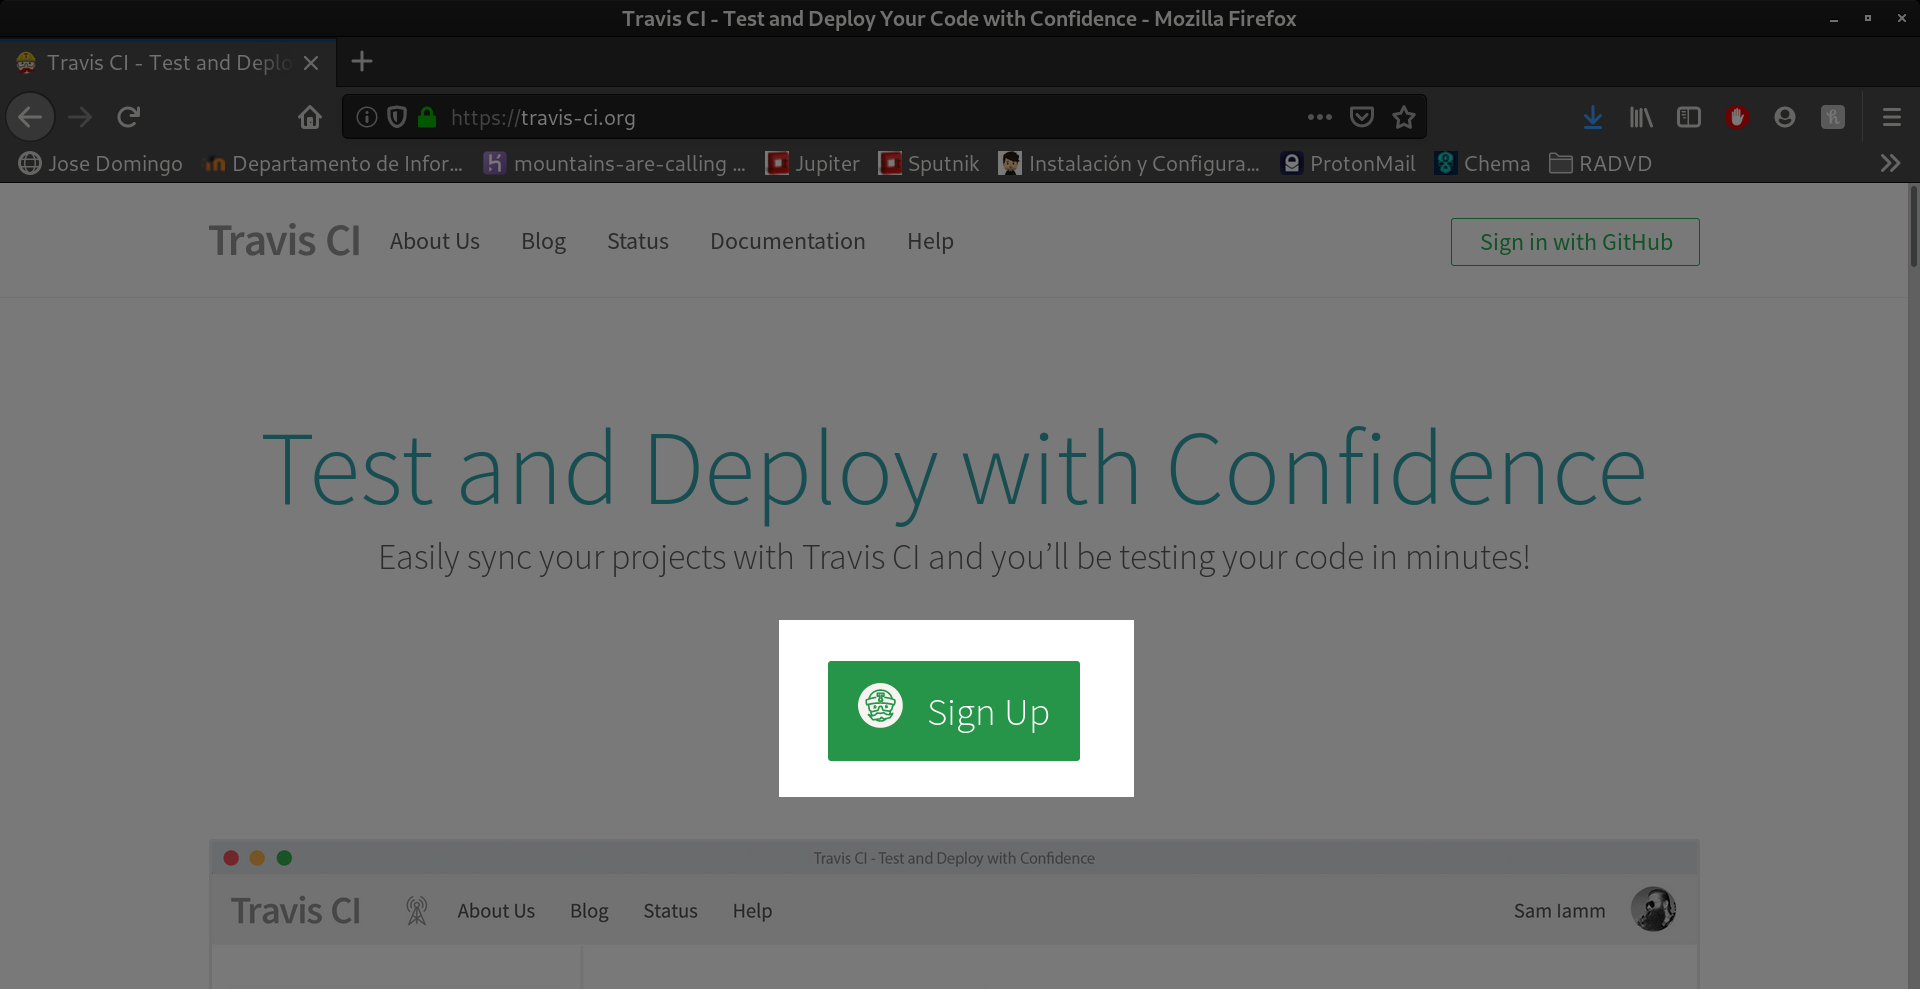 Travis CI - Test and Deploy Your Code with Confidence - Mozilla Firefox
Travis CI - Test and Deplo
https://travis-ci.org
Jose Domingo Departamento de Infor... mountains-are-calling ... Jupiter Sputnik Instalación y Configura... ProtonMail Chema RADVD
Travis CI About Us Blog Status Documentation Help Sign in with GitHub
Test and Deploy with Confidence
Easily sync your projects with Travis CI and you’ll be testing your code in minutes!
Sign Up
Travis CI - Test and Deploy with Confidence
Travis CI About Us Blog Status Help Sam Iamm